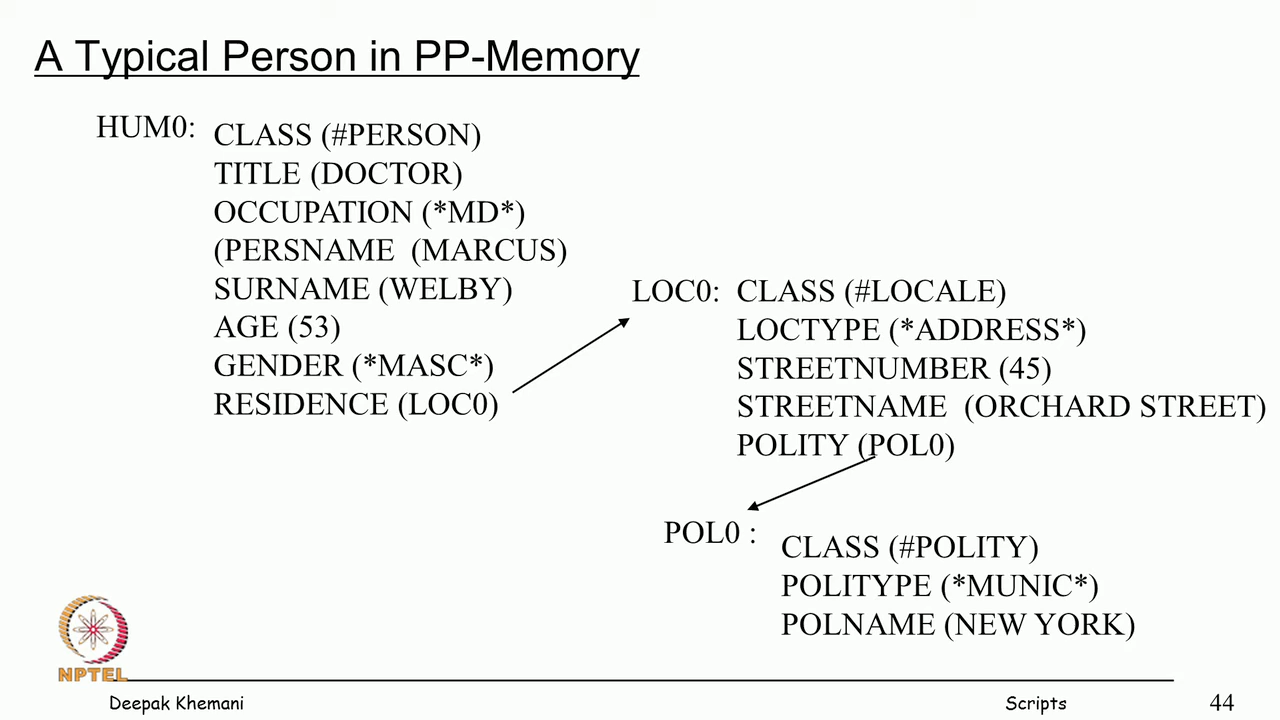 A Typical Person in PP-Memory
HUM0:
CLASS (#PERSON)
TITLE (DOCTOR)
OCCUPATION (*MD*)
(PERSNAME (MARCUS)
SURNAME (WELBY)
AGE (53)
GENDER (*MASC*)
RESIDENCE (LOC0)
LOC0:
CLASS (#LOCALE)
LOCTYPE (*ADDRESS*)
STREETNUMBER (45)
STREETNAME (ORCHARD STREET)
POLITY (POL0)
POL0 :
CLASS (#POLITY)
POLITYPE (*MUNIC*)
POLNAME (NEW YORK)
NPTEL
Deepak Khemani
Scripts
44